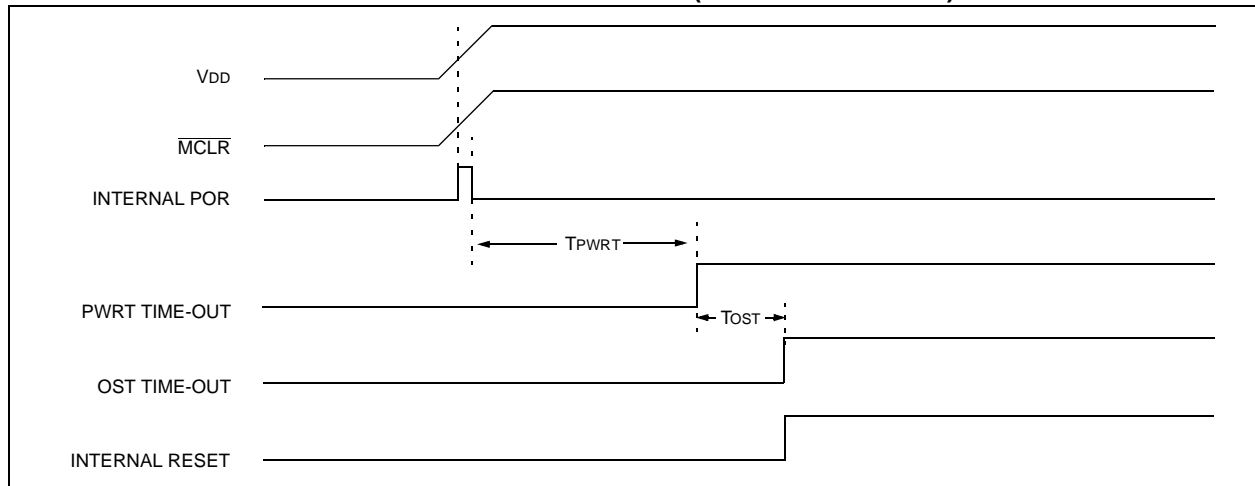 VDD
MCLR
INTERNAL POR
TPWRT
PWRT TIME-OUT
TOST
OST TIME-OUT
INTERNAL RESET